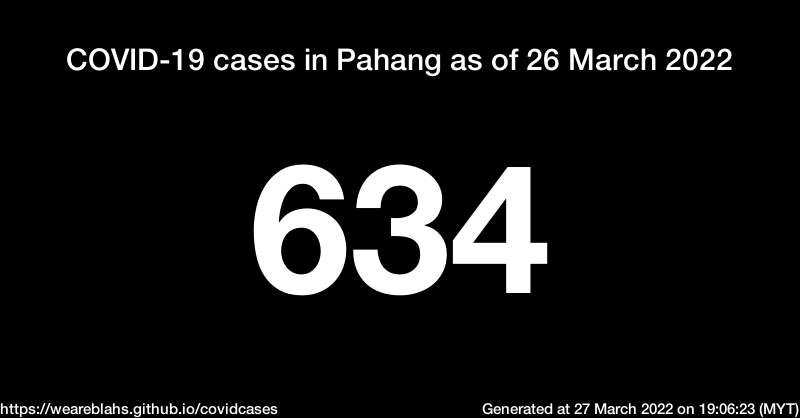 COVID-19 cases in Pahang as of 26 March 2022
634
https://weareblahs.github.io/covidcases
Generated at 27 March 2022 on 19:06:23 (MYT)